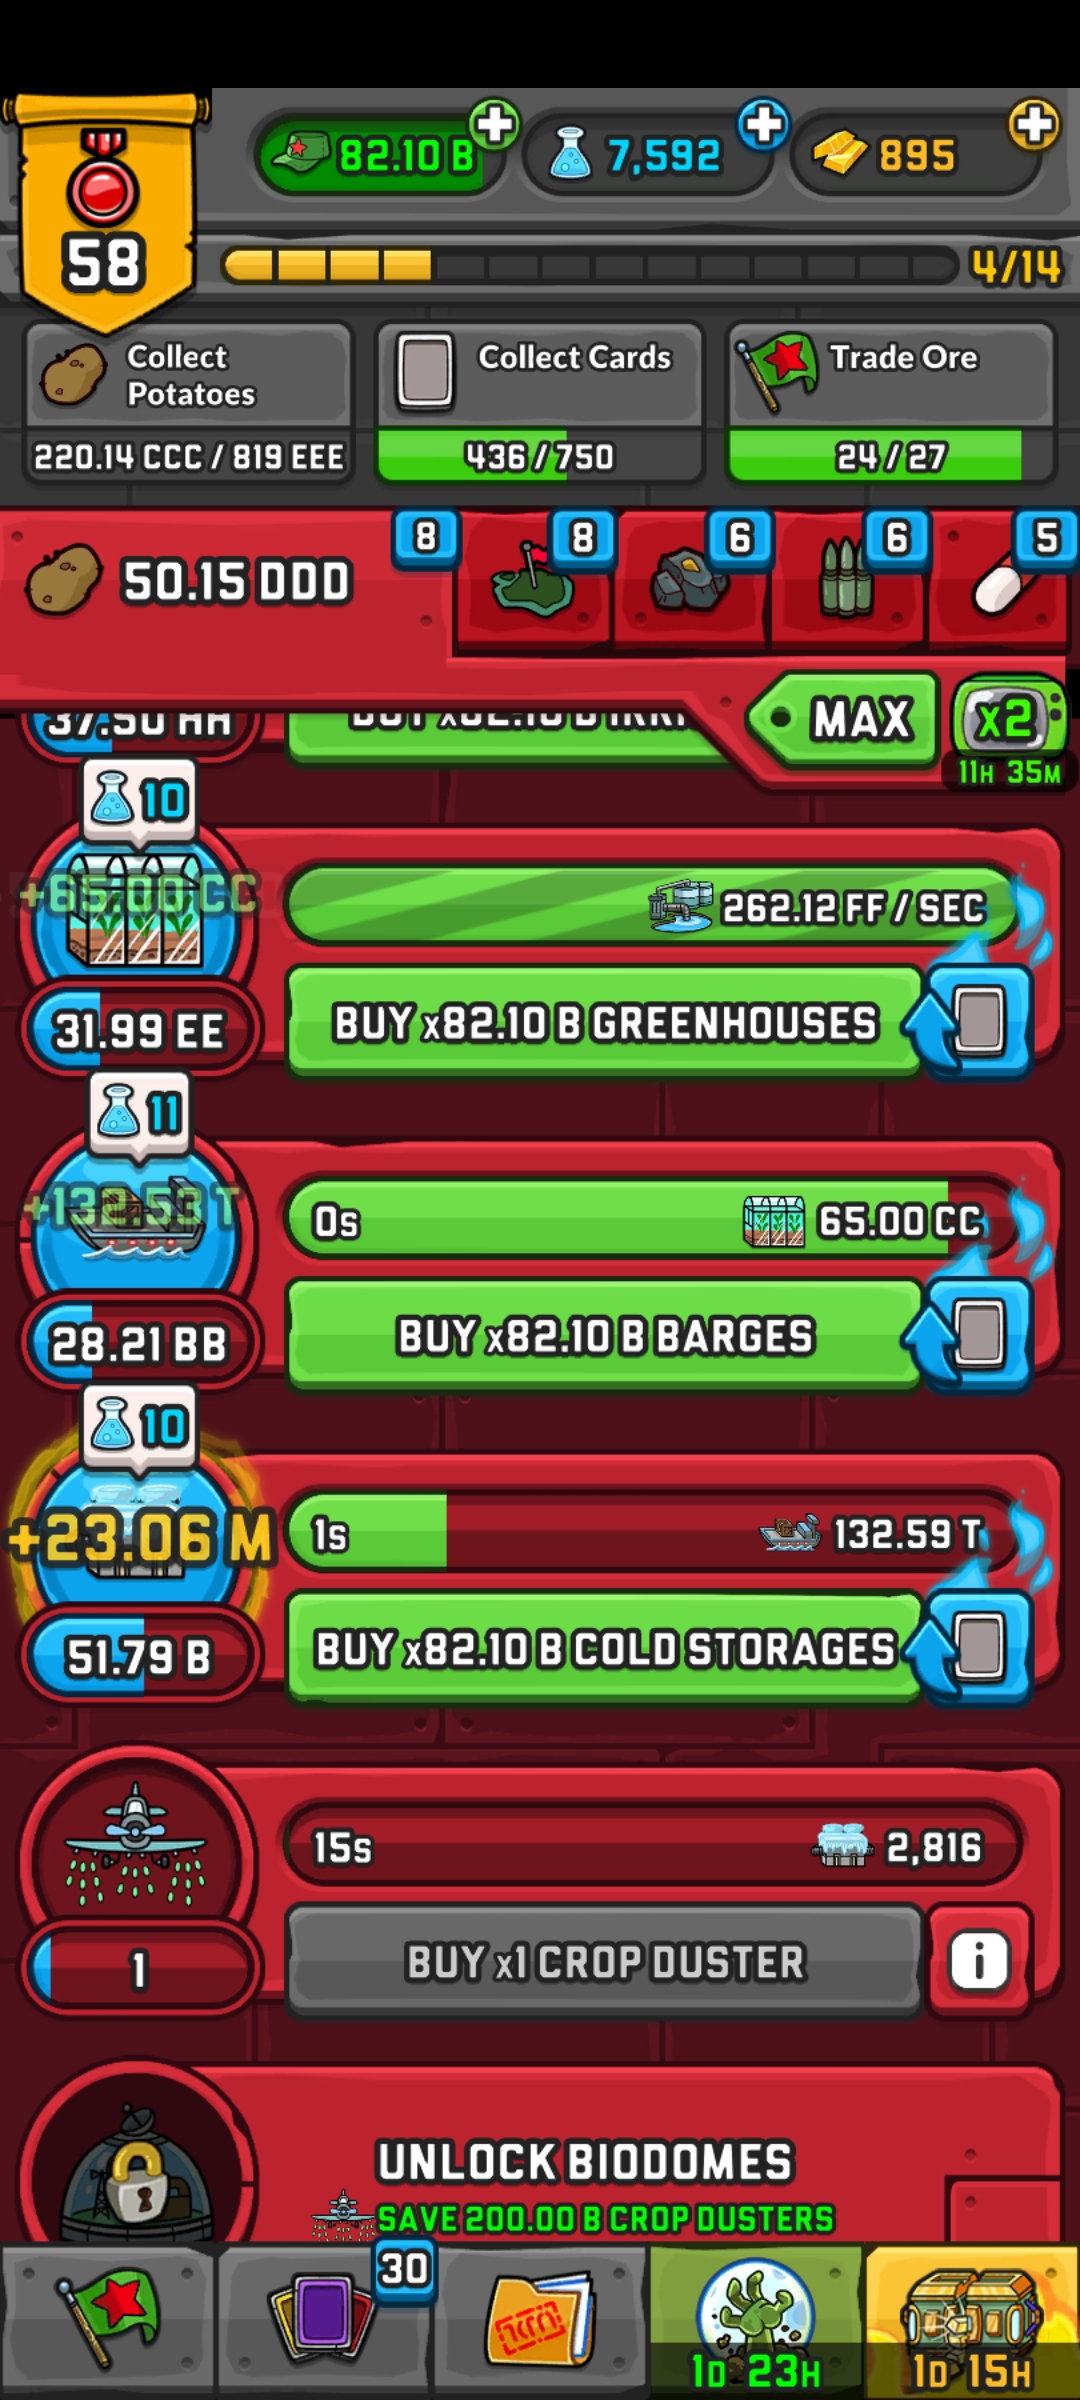 82.10 B
7,592
895
58
4/14
Collect Potatoes
Collect Cards
Trade Ore
220.14 CCC / 819 EEE
436 / 750
24 / 27
8
8
6
6
5
50.15 DDD
MAX
x2
11H 35M
37.50 HH
10
+65.00 CC
262.12 FF / SEC
BUY x82.10 B GREENHOUSES
31.99 EE
11
0s
65.00 CC
BUY x82.10 B BARGES
28.21 BB
10
+23.06 M
1s
132.59 T
BUY x82.10 B COLD STORAGES
51.79 B
15s
2,816
BUY x1 CROP DUSTER
i
1
UNLOCK BIODOMES
SAVE 200.00 B CROP DUSTERS
30
1D 23H
1D 15H